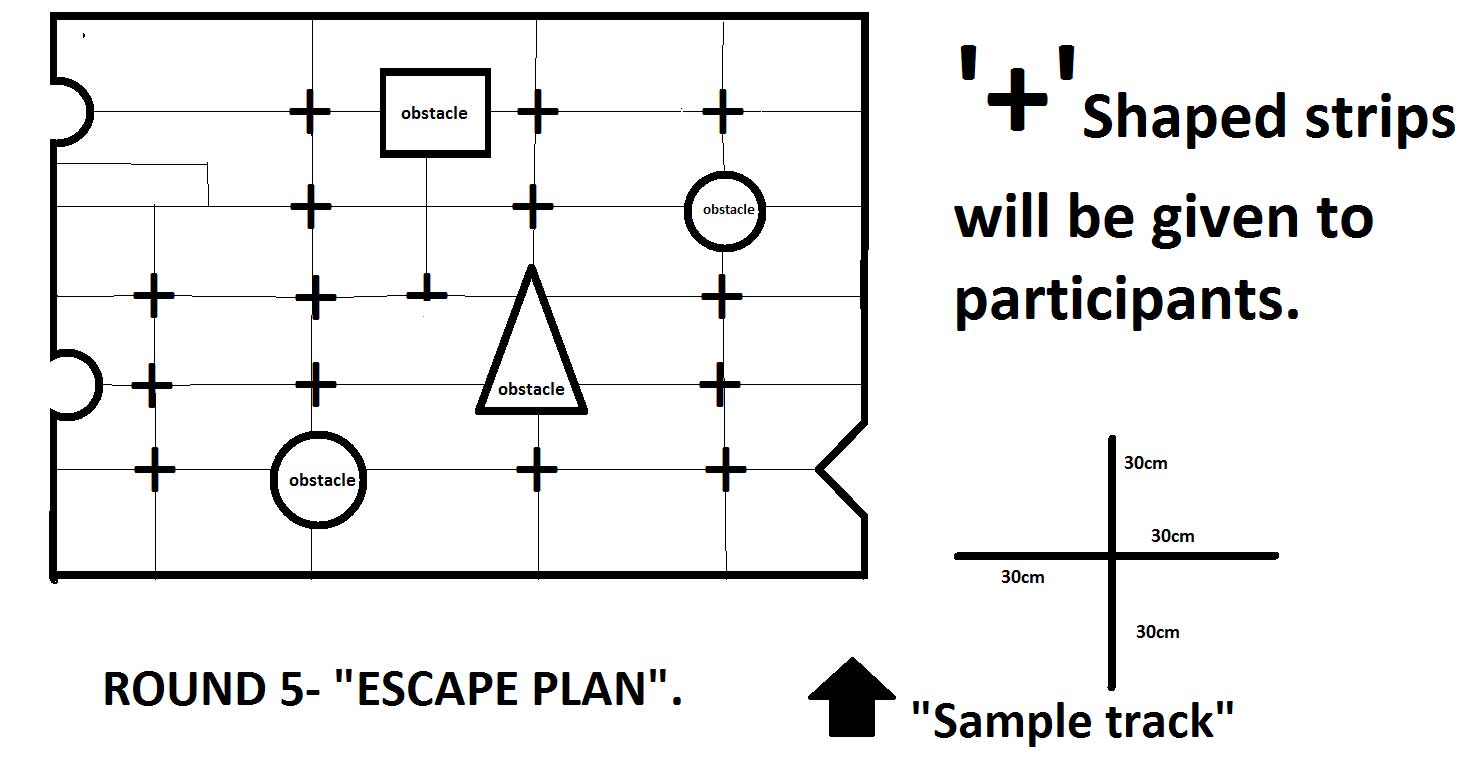 obstacle
obstacle
obstacle
obstacle
'+' Shaped strips
will be given to
participants.
30cm
30cm
30cm
30cm
ROUND 5- "ESCAPE PLAN".
"Sample track"